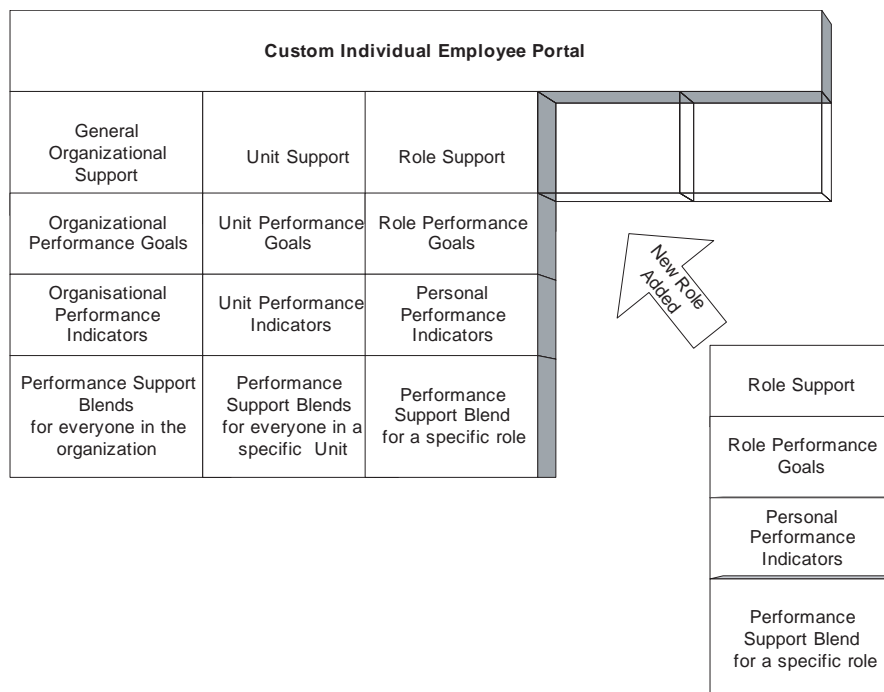 Custom Individual Employee Portal
General
Organizational
Support
Unit Support
Role Support
Organizational
Performance Goals
Unit Performance
Goals
Role Performance
Goals
Organisational
Performance
Indicators
Unit Performance
Indicators
Personal
Performance
Indicators
Performance Support
Blends
for everyone in the
organization
Performance
Support Blends
for everyone in a
specific Unit
Performance
Support Blend
for a specific role
New Role
Added
Role Support
Role Performance
Goals
Personal
Performance
Indicators
Performance
Support Blend
for a specific role